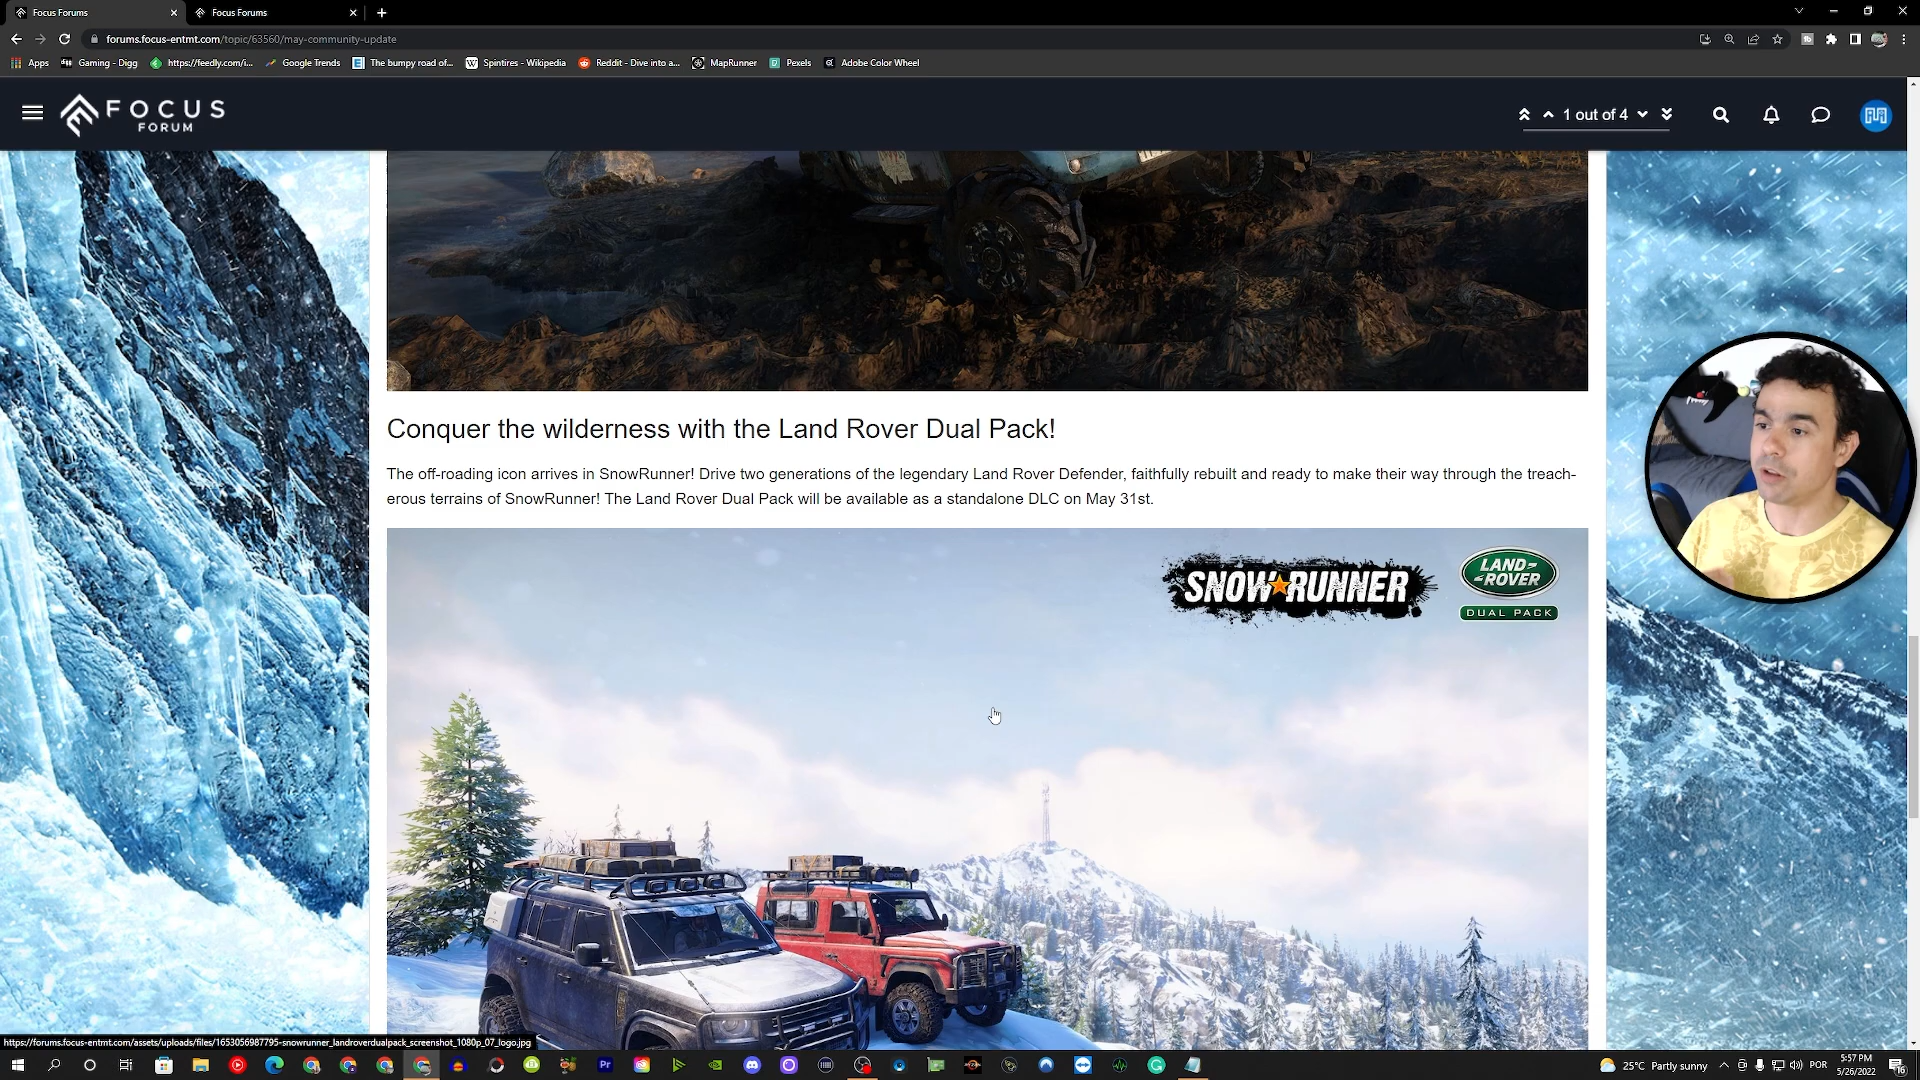 Focus Forums
Focus Forums
forums.focus-entmt.com/topic/63560/may-community-update
Apps
Gaming - Digg
https://feedly.com/i...
Google Trends
The bumpy road of...
Spintires - Wikipedia
Reddit - Dive into a...
MapRunner
Pexels
Adobe Color Wheel
FOCUS
FORUM
1 out of 4
Conquer the wilderness with the Land Rover Dual Pack!
The off-roading icon arrives in SnowRunner! Drive two generations of the legendary Land Rover Defender, faithfully rebuilt and ready to make their way through the treach-
erous terrains of SnowRunner! The Land Rover Dual Pack will be available as a standalone DLC on May 31st.
SNOWRUNNER
LAND-
ROVER
DUAL PACK
https://forums.focus-entmt.com/assets/uploads/files/1653056987795-snowrunner_landroverdualpack_screenshot_1080p_07_logo.jpg
25°C Partly sunny
POR
5:57 PM
5/26/2022